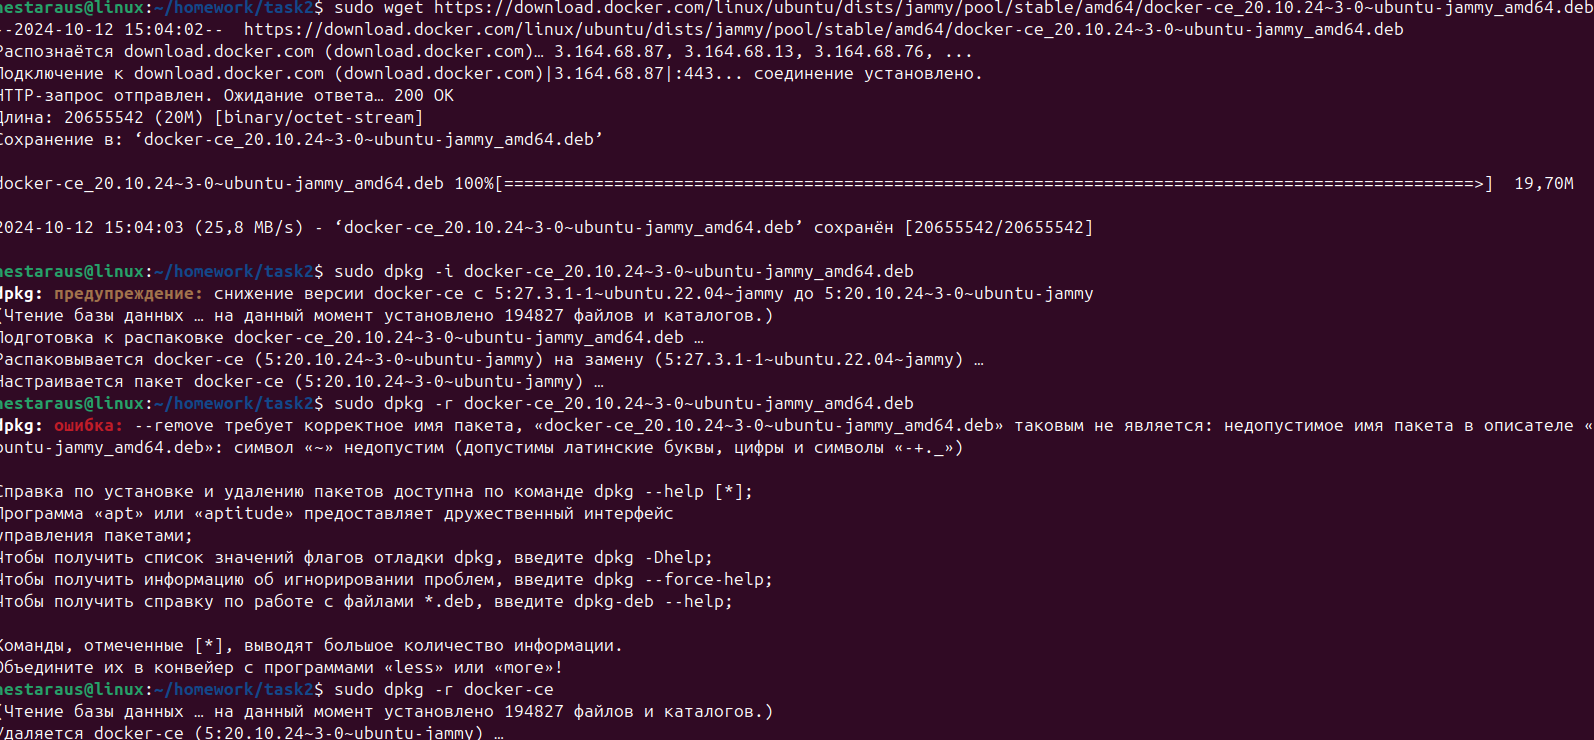 nestaraus@linux:~/homework/task2$ sudo wget https://download.docker.com/linux/ubuntu/dists/jammy/pool/stable/amd64/docker-ce_20.10.24~3-0~ubuntu-jammy_amd64.deb
--2024-10-12 15:04:02--  https://download.docker.com/linux/ubuntu/dists/jammy/pool/stable/amd64/docker-ce_20.10.24~3-0~ubuntu-jammy_amd64.deb
Распознаётся download.docker.com (download.docker.com)… 3.164.68.87, 3.164.68.13, 3.164.68.76, ...
Подключение к download.docker.com (download.docker.com)|3.164.68.87|:443... соединение установлено.
HTTP-запрос отправлен. Ожидание ответа… 200 OK
Длина: 20655542 (20M) [binary/octet-stream]
Сохранение в: ‘docker-ce_20.10.24~3-0~ubuntu-jammy_amd64.deb’
docker-ce_20.10.24~3-0~ubuntu-jammy_amd64.deb 100%[=================================================================================================>]  19,70M
2024-10-12 15:04:03 (25,8 MB/s) - ‘docker-ce_20.10.24~3-0~ubuntu-jammy_amd64.deb’ сохранён [20655542/20655542]
nestaraus@linux:~/homework/task2$ sudo dpkg -i docker-ce_20.10.24~3-0~ubuntu-jammy_amd64.deb
dpkg: предупреждение: снижение версии docker-ce с 5:27.3.1-1~ubuntu.22.04~jammy до 5:20.10.24~3-0~ubuntu-jammy
(Чтение базы данных … на данный момент установлено 194827 файлов и каталогов.)
Подготовка к распаковке docker-ce_20.10.24~3-0~ubuntu-jammy_amd64.deb …
Распаковывается docker-ce (5:20.10.24~3-0~ubuntu-jammy) на замену (5:27.3.1-1~ubuntu.22.04~jammy) …
Настраивается пакет docker-ce (5:20.10.24~3-0~ubuntu-jammy) …
nestaraus@linux:~/homework/task2$ sudo dpkg -r docker-ce_20.10.24~3-0~ubuntu-jammy_amd64.deb
dpkg: ошибка: --remove требует корректное имя пакета, «docker-ce_20.10.24~3-0~ubuntu-jammy_amd64.deb» таковым не является: недопустимое имя пакета в описателе «
buntu-jammy_amd64.deb»: символ «~» недопустим (допустимы латинские буквы, цифры и символы «-+._»)
Справка по установке и удалению пакетов доступна по команде dpkg --help [*];
Программа «apt» или «aptitude» предоставляет дружественный интерфейс
управления пакетами;
Чтобы получить список значений флагов отладки dpkg, введите dpkg -Dhelp;
Чтобы получить информацию об игнорировании проблем, введите dpkg --force-help;
Чтобы получить справку по работе с файлами *.deb, введите dpkg-deb --help;
Команды, отмеченные [*], выводят большое количество информации.
Объедините их в конвейер с программами «less» или «more»!
nestaraus@linux:~/homework/task2$ sudo dpkg -r docker-ce
(Чтение базы данных … на данный момент установлено 194827 файлов и каталогов.)
Удаляется docker-ce (5:20.10.24~3-0~ubuntu-jammy) …